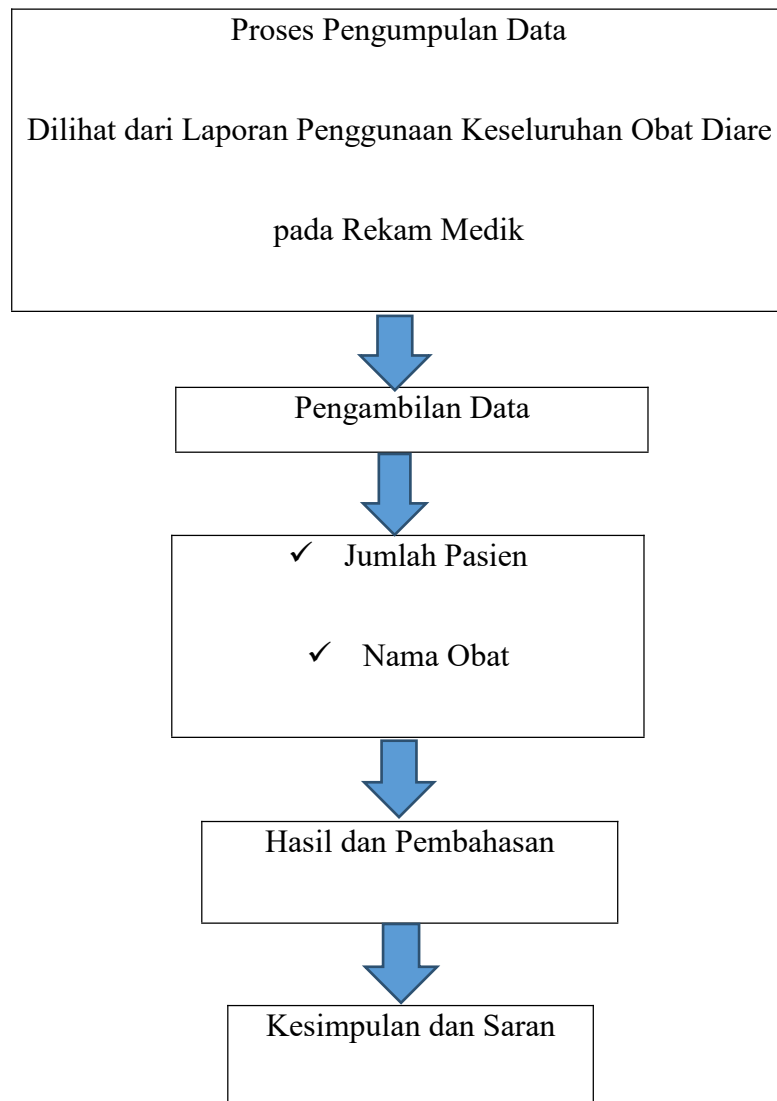 Proses Pengumpulan Data
Dilihat dari Laporan Penggunaan Keseluruhan Obat Diare
pada Rekam Medik
Pengambilan Data
✓ Jumlah Pasien
✓ Nama Obat
Hasil dan Pembahasan
Kesimpulan dan Saran